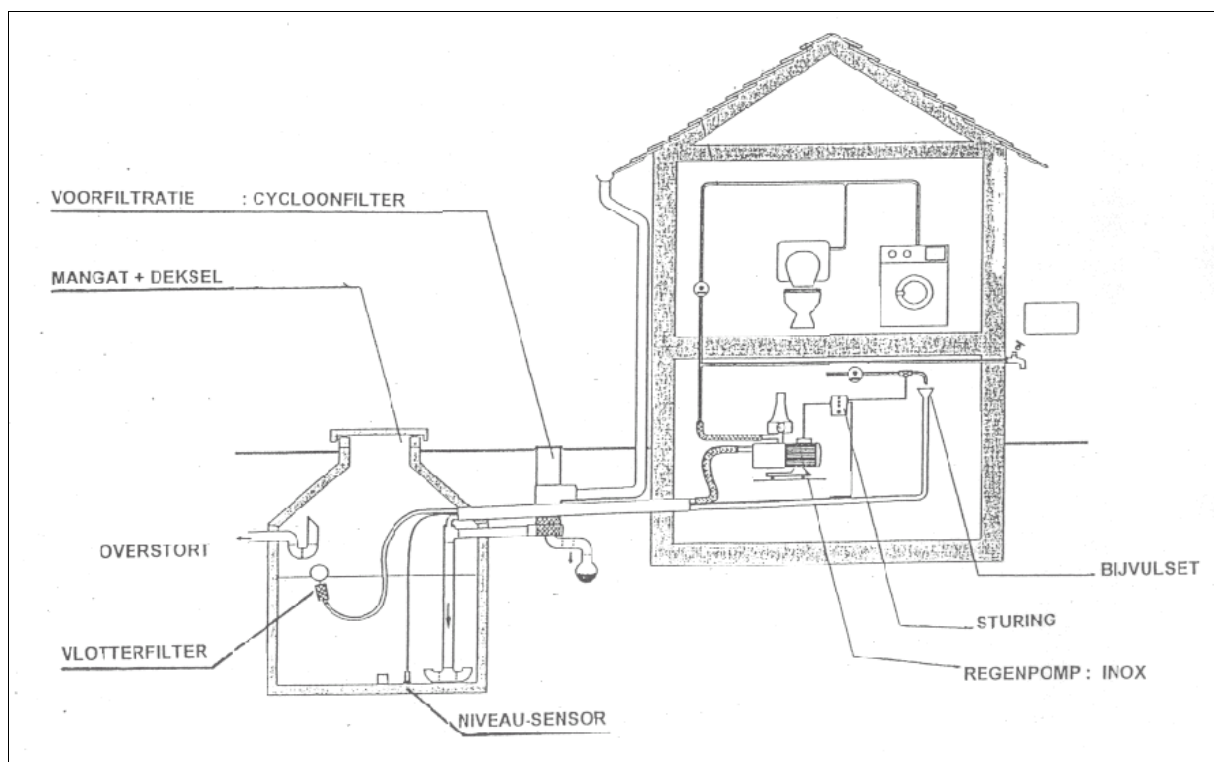 VOORFILTRATIE : CYCLOONFILTER
MANGAT + DEKSEL
OVERSTORT
VLOTTERFILTER
NIVEAU-SENSOR
BIJVULSET
STURING
REGENPOMP : INOX